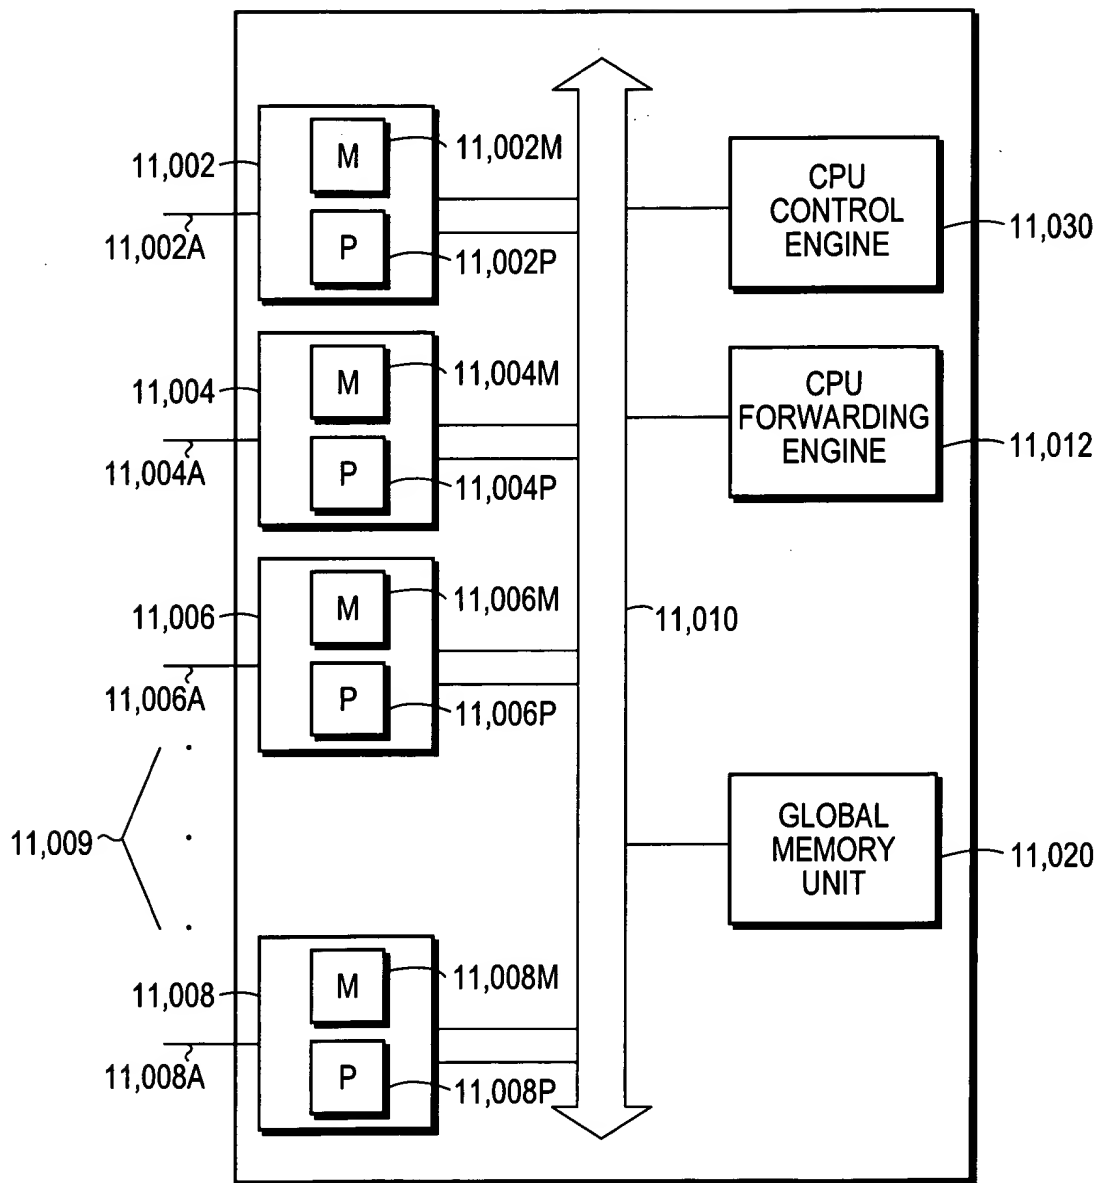 M
11,002M
11,002
P
11,002A
11,002P
CPU
CONTROL
ENGINE
11,030
M
11,004M
11,004
P
11,004A
11,004P
CPU
FORWARDING
ENGINE
11,012
M
11,006M
11,006
P
11,006A
11,006P
11,010
11,009
GLOBAL
MEMORY
UNIT
11,020
M
11,008M
11,008
P
11,008A
11,008P